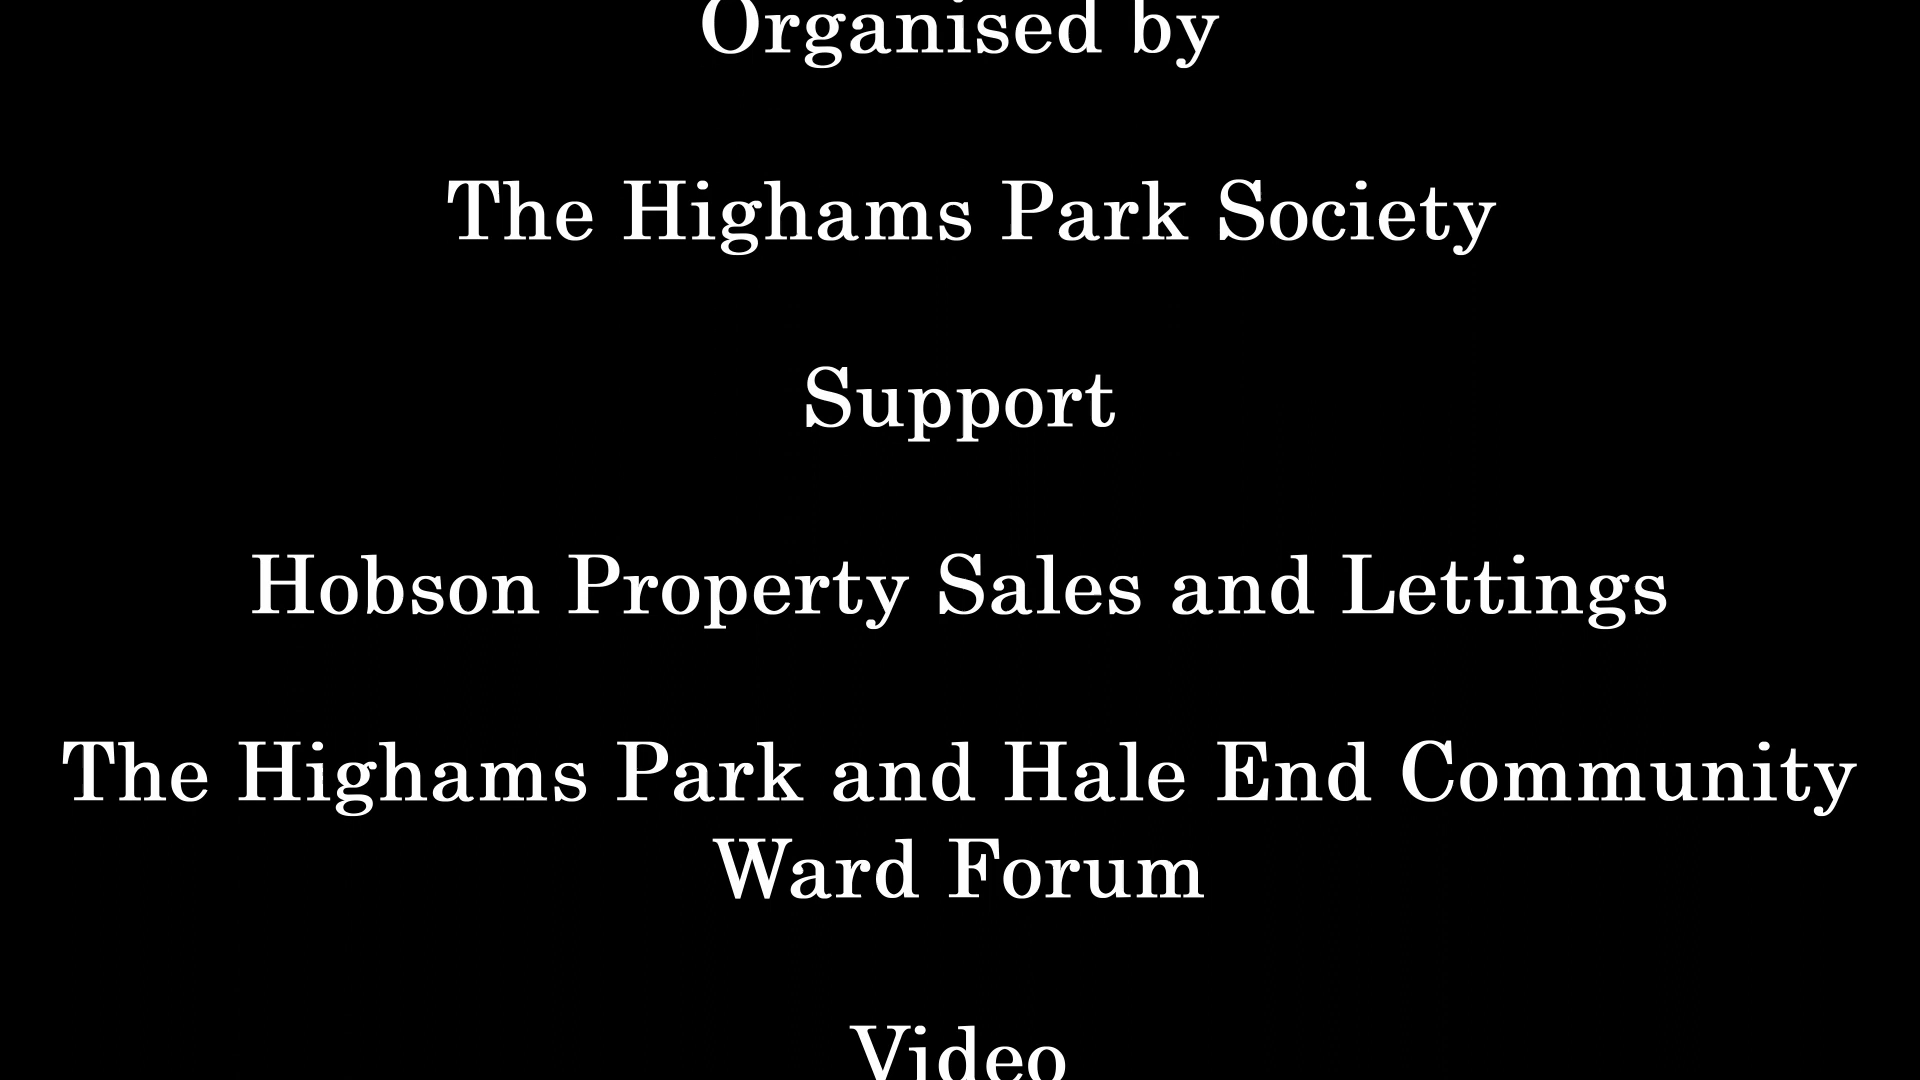 Organised by
The Highams Park Society
Support
Hobson Property Sales and Lettings
The Highams Park and Hale End Community
Ward Forum
Video